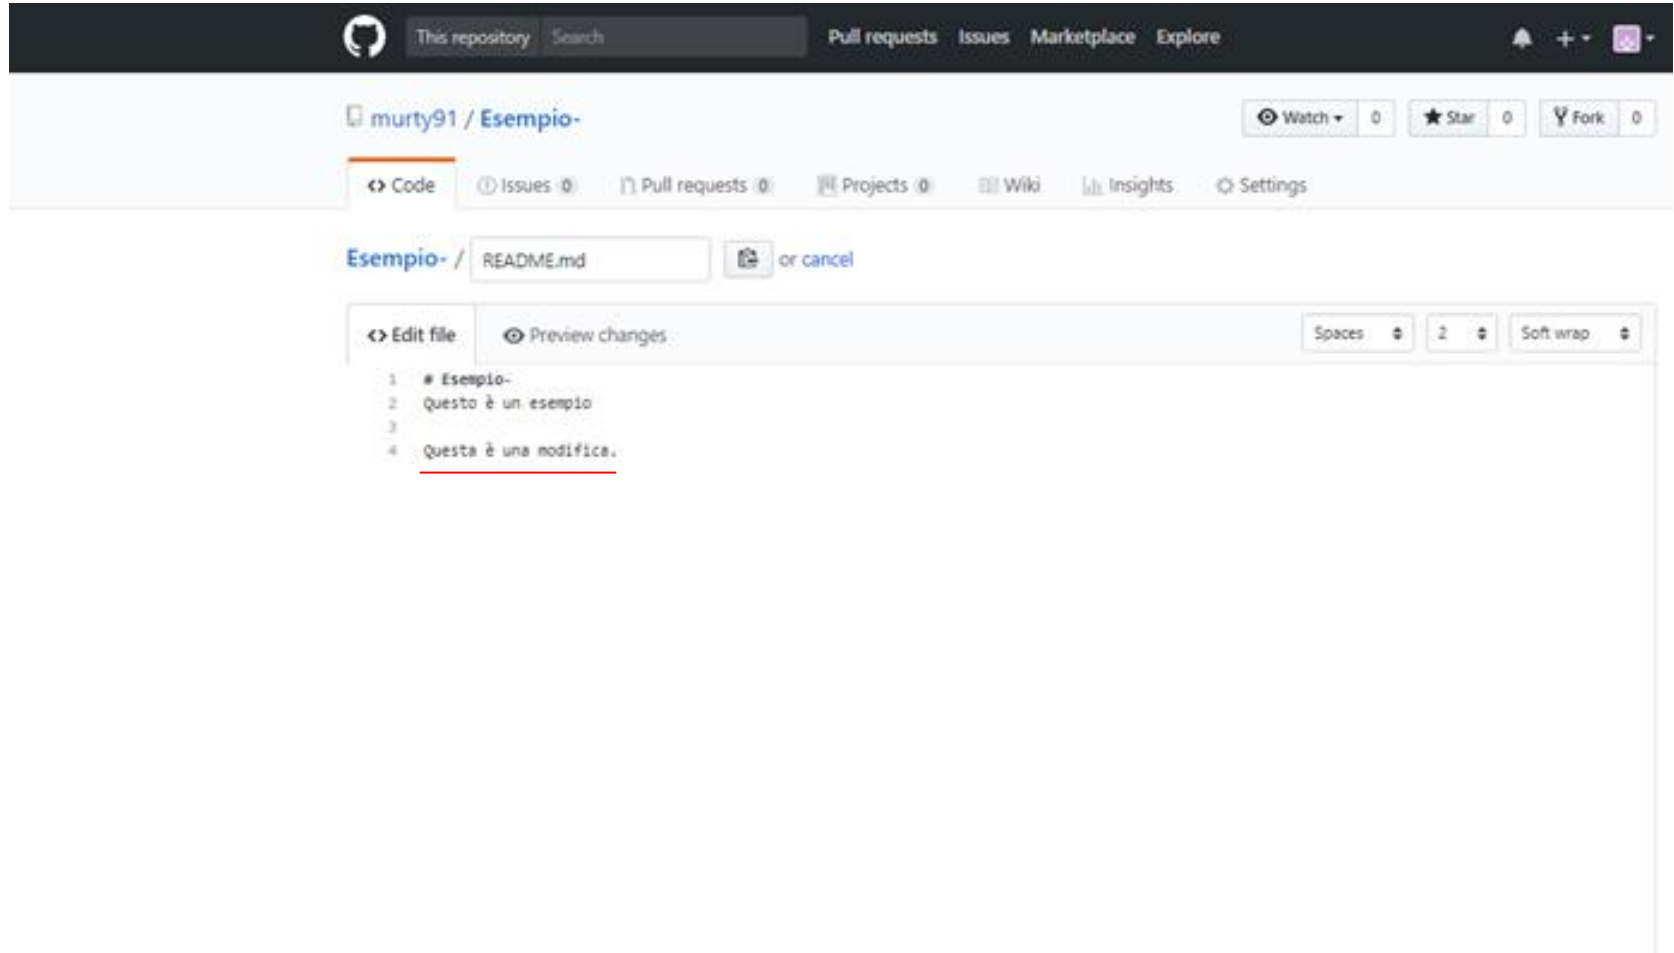 This repository Search Pull requests Issues Marketplace Explore
murty91 / Esempio- Watch 0 Star 0 Fork 0
Code Issues 0 Pull requests 0 Projects 0 Wiki Insights Settings
Esempio- / README.md or cancel
Edit file Preview changes Spaces 2 Soft wrap
1 # Esempio-
2 Questo è un esempio
3
4 Questa è una modifica.